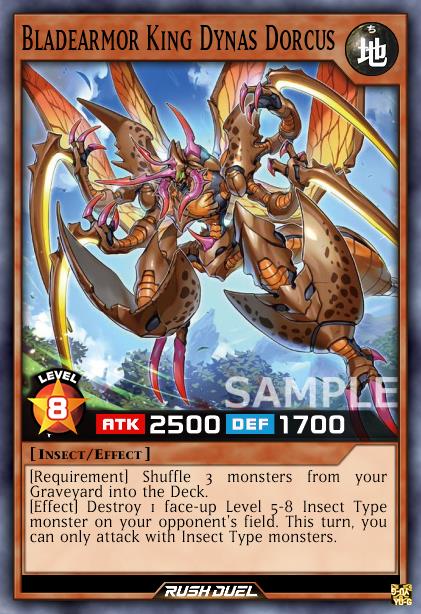 BLADEARMOR KING DYNAS DORCUS
ち
地
SAMPLE
LEVEL
8
ATK 2500 DEF 1700
[INSECT/EFFECT]
[Requirement] Shuffle 3 monsters from your
Graveyard into the Deck.
[Effect] Destroy 1 face-up Level 5-8 Insect Type
monster on your opponent's field. This turn, you
can only attack with Insect Type monsters.
RUSH DUEL